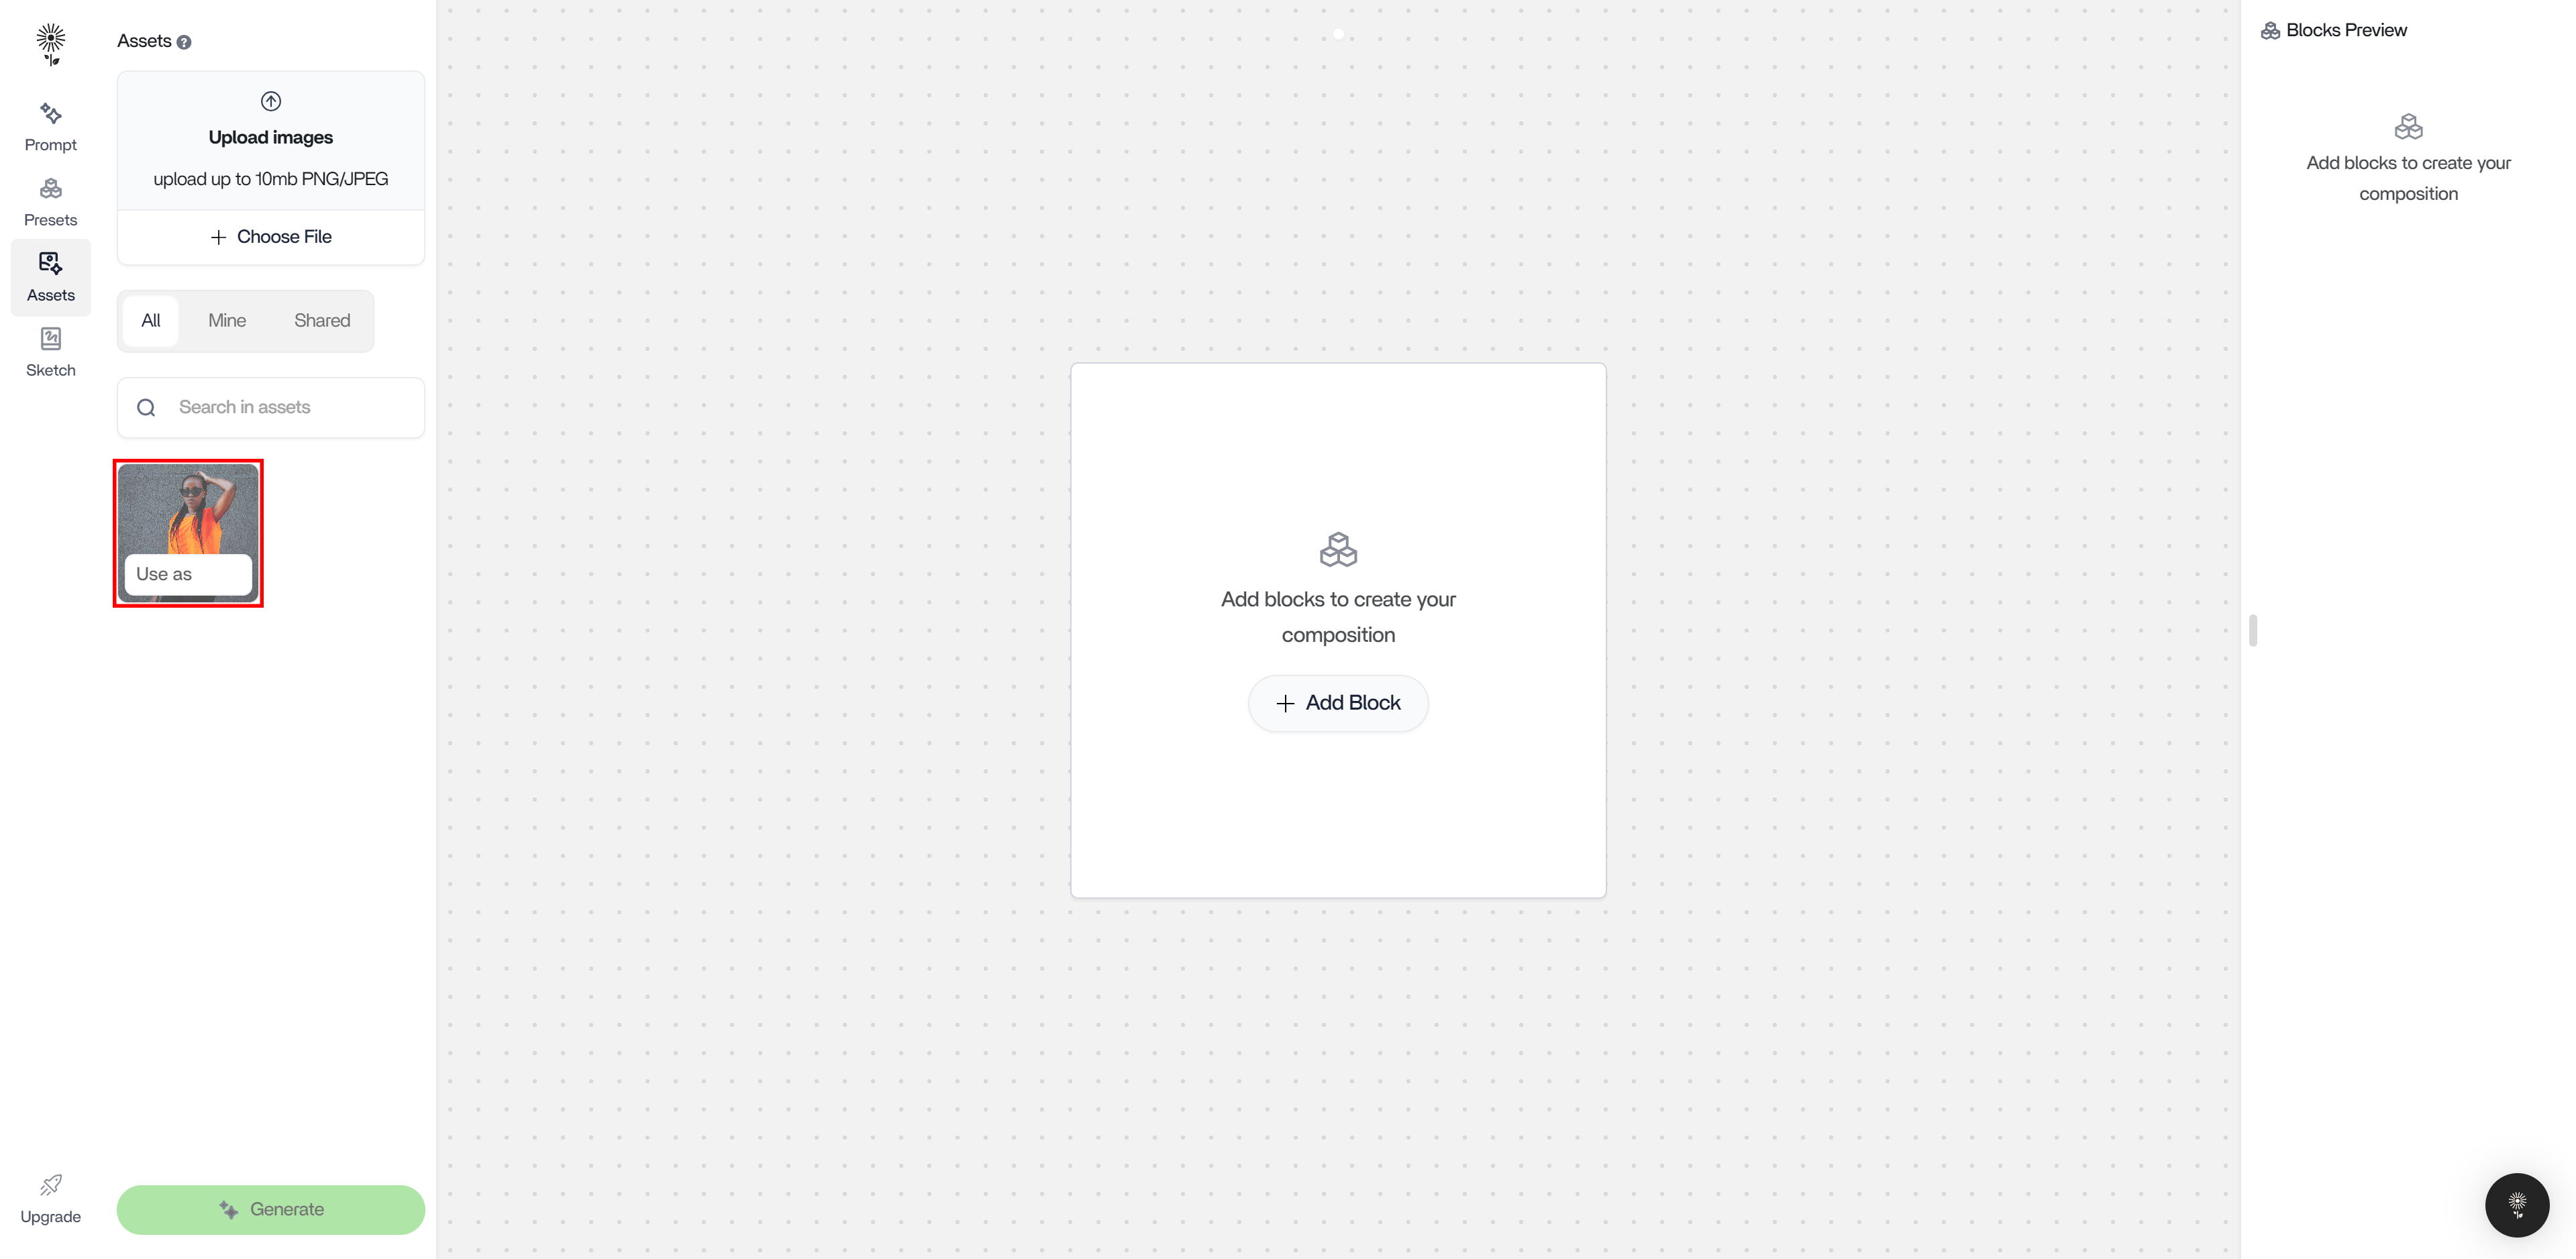 Assets ?
Upload images
upload up to 10mb PNG/JPEG
+ Choose File
All Mine Shared
Search in assets
Use as
Prompt
Presets
Assets
Sketch
Upgrade
Generate
Add blocks to create your
composition
+ Add Block
Blocks Preview
Add blocks to create your
composition